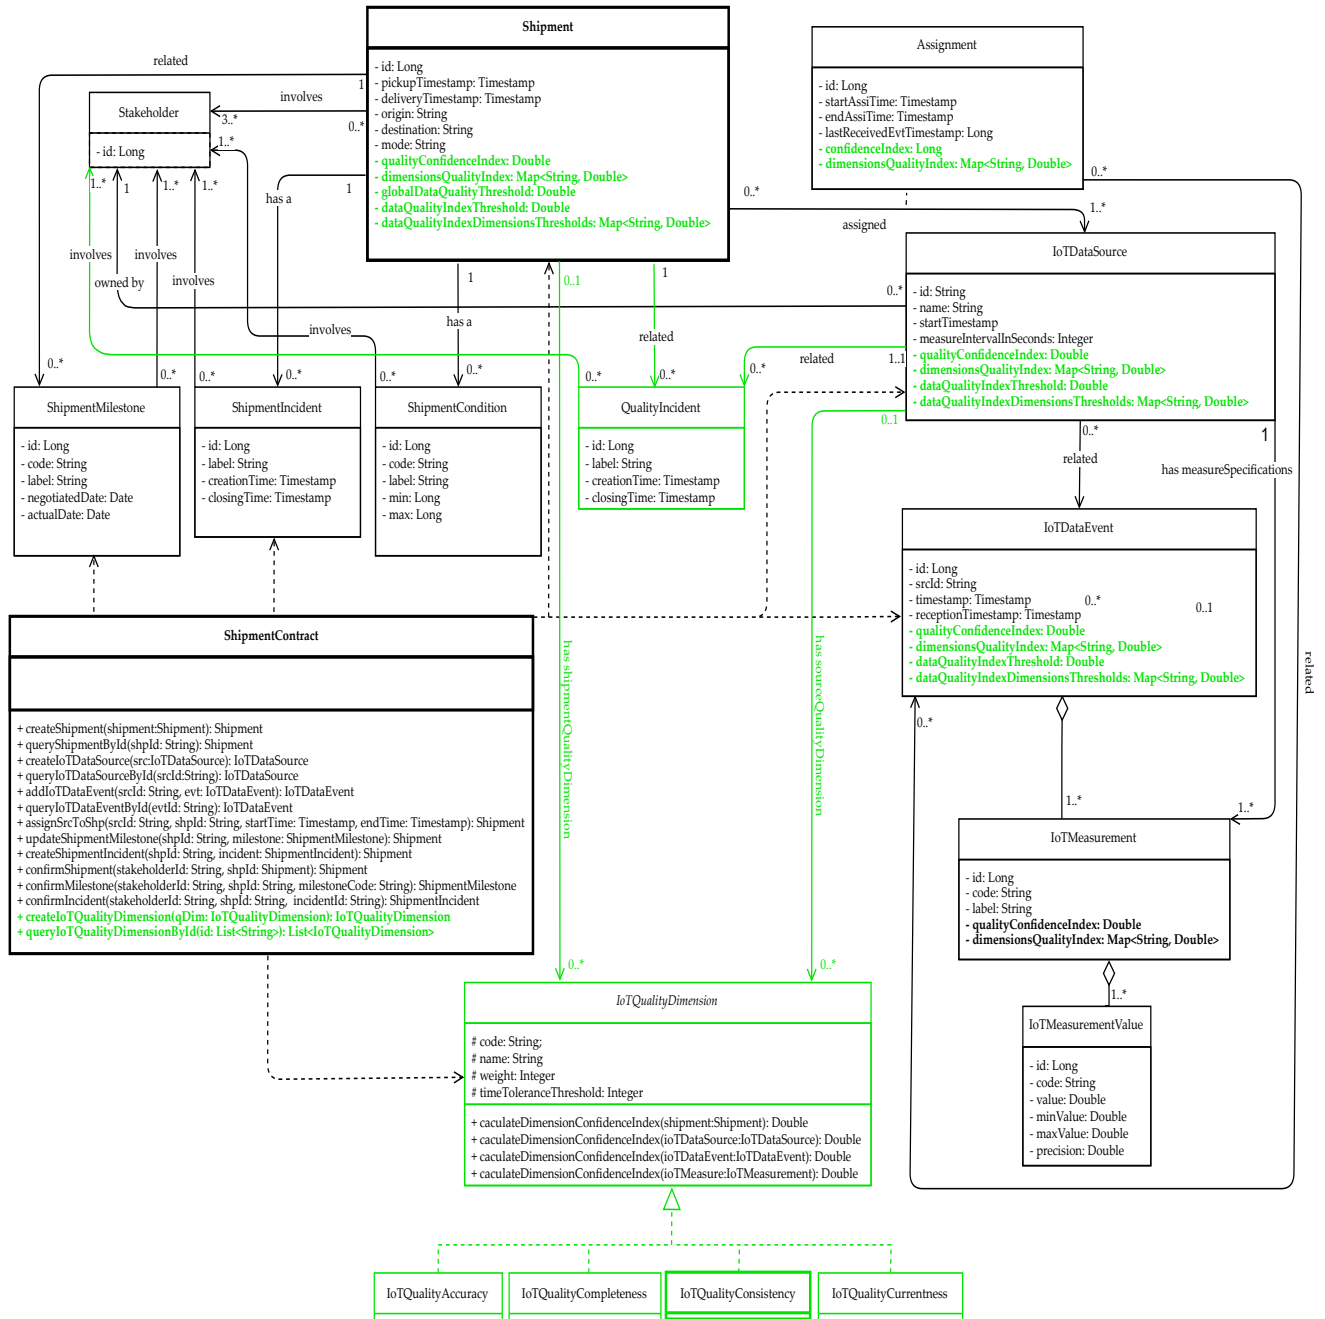 Shipment
- id: Long
- pickupTimestamp: Timestamp
- deliveryTimestamp: Timestamp
- origin: String
- destination: String
- mode: String
- qualityConfidenceIndex: Double
- dimensionsQualityIndex: Map<String, Double>
- globalDataQualityThreshold: Double
- dataQualityIndexThreshold: Double
- dataQualityIndexDimensionsThresholds: Map<String, Double>
Assignment
- id: Long
- startAssiTime: Timestamp
- endAssiTime: Timestamp
- lastReceivedEvtTimestamp: Long
- confidenceIndex: Long
- dimensionsQualityIndex: Map<String, Double>
related
1
involves
3..*
0..*
Stakeholder
- id: Long
1..*
1..*
1
1..*
1..*
1
has a
0..*
0..*
1..*
assigned
involves
involves
owned by
involves
1
0..1
1
0..*
has a
involves
related
related
1..1
0..*
0..*
0..*
0..*
0..*
0..*
0..*
0..*
0..*
0..1
IoTDataSource
- id: String
- name: String
- startTimestamp
- measureIntervalInSeconds: Integer
- qualityConfidenceIndex: Double
- dimensionsQualityIndex: Map<String, Double>
- dataQualityIndexThreshold: Double
- dataQualityIndexDimensionsThresholds: Map<String, Double>
ShipmentMilestone
- id: Long
- code: String
- label: String
- negotiatedDate: Date
- actualDate: Date
ShipmentIncident
- id: Long
- label: String
- creationTime: Timestamp
- closingTime: Timestamp
ShipmentCondition
- id: Long
- code: String
- label: String
- min: Long
- max: Long
QualityIncident
- id: Long
- label: String
- creationTime: Timestamp
- closingTime: Timestamp
0..*
related
1
has measureSpecifications
IoTDataEvent
- id: Long
- srcId: String
- timestamp: Timestamp
0..*
0..1
- receptionTimestamp: Timestamp
- qualityConfidenceIndex: Double
- dimensionsQualityIndex: Map<String, Double>
- dataQualityIndexThreshold: Double
- dataQualityIndexDimensionsThresholds: Map<String, Double>
related
0..*
ShipmentContract
+ createShipment(shipment:Shipment): Shipment
+ queryShipmentById(shpId: String): Shipment
+ createIoTDataSource(src:IoTDataSource): IoTDataSource
+ queryIoTDataSourceById(srcId:String): IoTDataSource
+ addIoTDataEvent(srcId: String, evt: IoTDataEvent): IoTDataEvent
+ queryIoTDataEventById(evtId: String): IoTDataEvent
+ assignSrcToShp(srcId: String, shpId: String, startTime: Timestamp, endTime: Timestamp): Shipment
+ updateShipmentMilestone(shpId: String, milestone: ShipmentMilestone): Shipment
+ createShipmentIncident(shpId: String, incident: ShipmentIncident): Shipment
+ confirmShipment(stakeholderId: String, shpId: Shipment): Shipment
+ confirmMilestone(stakeholderId: String, shpId: String, milestoneCode: String): ShipmentMilestone
+ confirmIncident(stakeholderId: String, shpId: String, incidentId: String): ShipmentIncident
+ createIoTQualityDimension(qDim: IoTQualityDimension): IoTQualityDimension
+ queryIoTQualityDimensionById(id: List<String>): List<IoTQualityDimension>
has shipmentQualityDimension
has sourceQualityDimension
0..*
0..*
1..*
1..*
IoTMeasurement
- id: Long
- code: String
- label: String
- qualityConfidenceIndex: Double
- dimensionsQualityIndex: Map<String, Double>
1..*
IoTMeasurementValue
- id: Long
- code: String
- value: Double
- minValue: Double
- maxValue: Double
- precision: Double
IoTQualityDimension
# code: String;
# name: String
# weight: Integer
# timeToleranceThreshold: Integer
+ caculateDimensionConfidenceIndex(shipment:Shipment): Double
+ caculateDimensionConfidenceIndex(ioTDataSource:IoTDataSource): Double
+ caculateDimensionConfidenceIndex(ioTDataEvent:IoTDataEvent): Double
+ caculateDimensionConfidenceIndex(ioTMeasure:IoTMeasurement): Double
IoTQualityAccuracy
IoTQualityCompleteness
IoTQualityConsistency
IoTQualityCurrentness